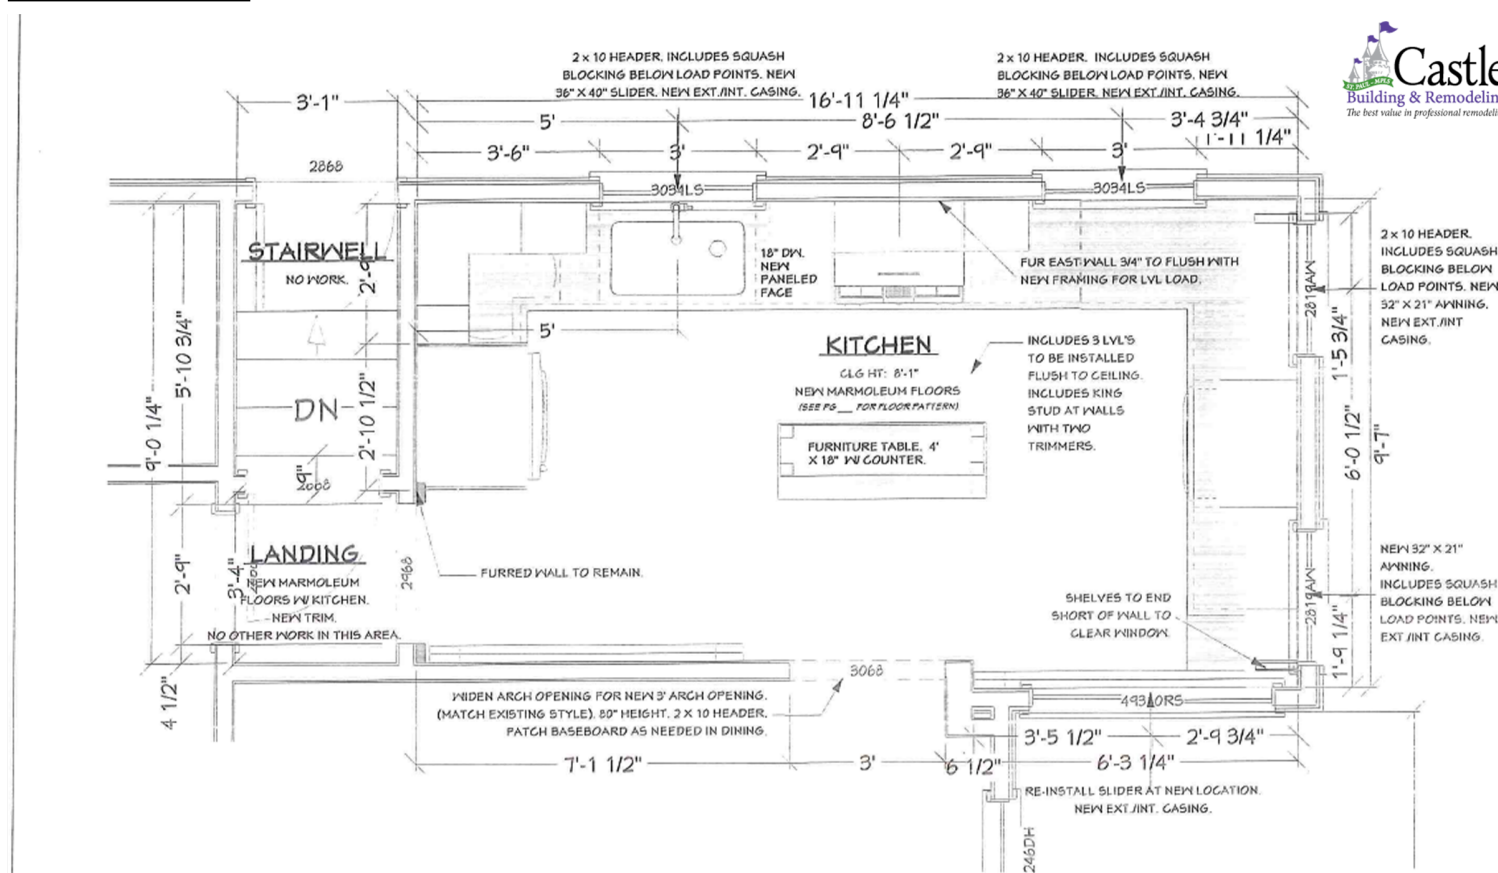 2 x 10 HEADER. INCLUDES SQUASH
BLOCKING BELOW LOAD POINTS. NEW
36" X 40" SLIDER. NEW EXT./INT. CASING.
2 x 10 HEADER. INCLUDES SQUASH
BLOCKING BELOW LOAD POINTS. NEW
36" X 40" SLIDER. NEW EXT./INT. CASING.
Castle
Building & Remodelin
The best value in professional remodeli
3'-1"
16'-11 1/4"
5'
8'-6 1/2"
3'-4 3/4"
3'-6"
3'
2'-9"
2'-9"
3'
1'-11 1/4"
2868
3034LS
3034LS
STAIRWELL
NO WORK.
2'-9"
18" DW.
NEW
PANELED
FACE
FUR EAST WALL 3/4" TO FLUSH WITH
NEW FRAMING FOR LVL LOAD.
2 x 10 HEADER.
INCLUDES SQUASH
BLOCKING BELOW
LOAD POINTS. NEW
32" X 21" AWNING.
NEW EXT./INT
CASING.
2819AW
1'-5 3/4"
5'
KITCHEN
CLG HT: 8'-1"
NEW MARMOLEUM FLOORS
(SEE PG __ FOR FLOOR PATTERN)
INCLUDES 3 LVL'S
TO BE INSTALLED
FLUSH TO CEILING.
INCLUDES KING
STUD AT WALLS
WITH TWO
TRIMMERS.
FURNITURE TABLE, 4'
X 18" W/ COUNTER.
5'-10 3/4"
9'-0 1/4"
DN
2'-10 1/2"
9"
2668
6'-0 1/2"
9'-7"
LANDING
NEW MARMOLEUM
FLOORS W/ KITCHEN.
NEW TRIM.
NO OTHER WORK IN THIS AREA.
2'-9"
3'-4"
2968
FURRED WALL TO REMAIN.
SHELVES TO END
SHORT OF WALL TO
CLEAR WINDOW.
NEW 32" X 21"
AWNING.
INCLUDES SQUASH
BLOCKING BELOW
LOAD POINTS. NEW
EXT./INT CASING.
2819AW
1'-9 1/4"
4 1/2"
3068
WIDEN ARCH OPENING FOR NEW 3' ARCH OPENING.
(MATCH EXISTING STYLE). 80" HEIGHT. 2 X 10 HEADER.
PATCH BASEBOARD AS NEEDED IN DINING.
3'-5 1/2"
2'-9 3/4"
7'-1 1/2"
3'
6 1/2"
6'-3 1/4"
RE-INSTALL SLIDER AT NEW LOCATION.
NEW EXT./INT. CASING.
246DH